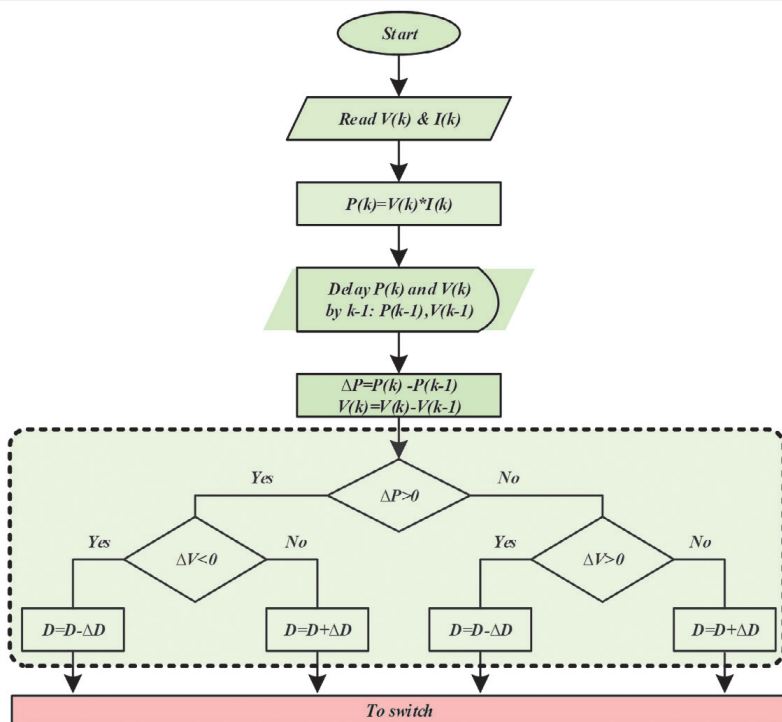 Start
Read V(k) & I(k)
P(k)=V(k)*I(k)
Delay P(k) and V(k)
by k-1: P(k-1),V(k-1)
ΔP=P(k) -P(k-1)
V(k)=V(k)-V(k-1)
Yes
ΔP>0
No
Yes
ΔV<0
No
Yes
ΔV>0
No
D=D-ΔD
D=D+ΔD
D=D-ΔD
D=D+ΔD
To switch